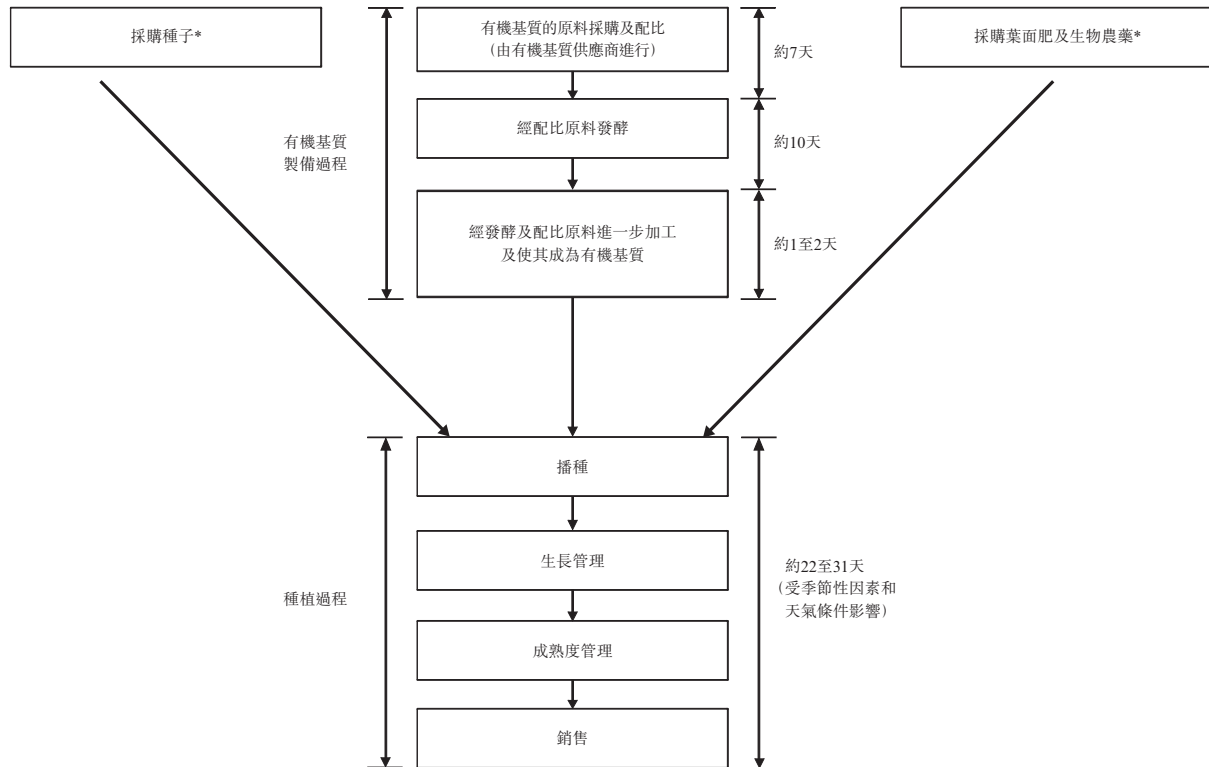 採購種子*
有機基質的原料採購及配比
(由有機基質供應商進行)
採購葉面肥及生物農藥*
約7天
經配比原料發酵
約10天
有機基質
製備過程
經發酵及配比原料進一步加工
及使其成為有機基質
約1至2天
播種
生長管理
種植過程
約22至31天
(受季節性因素和
天氣條件影響)
成熟度管理
銷售